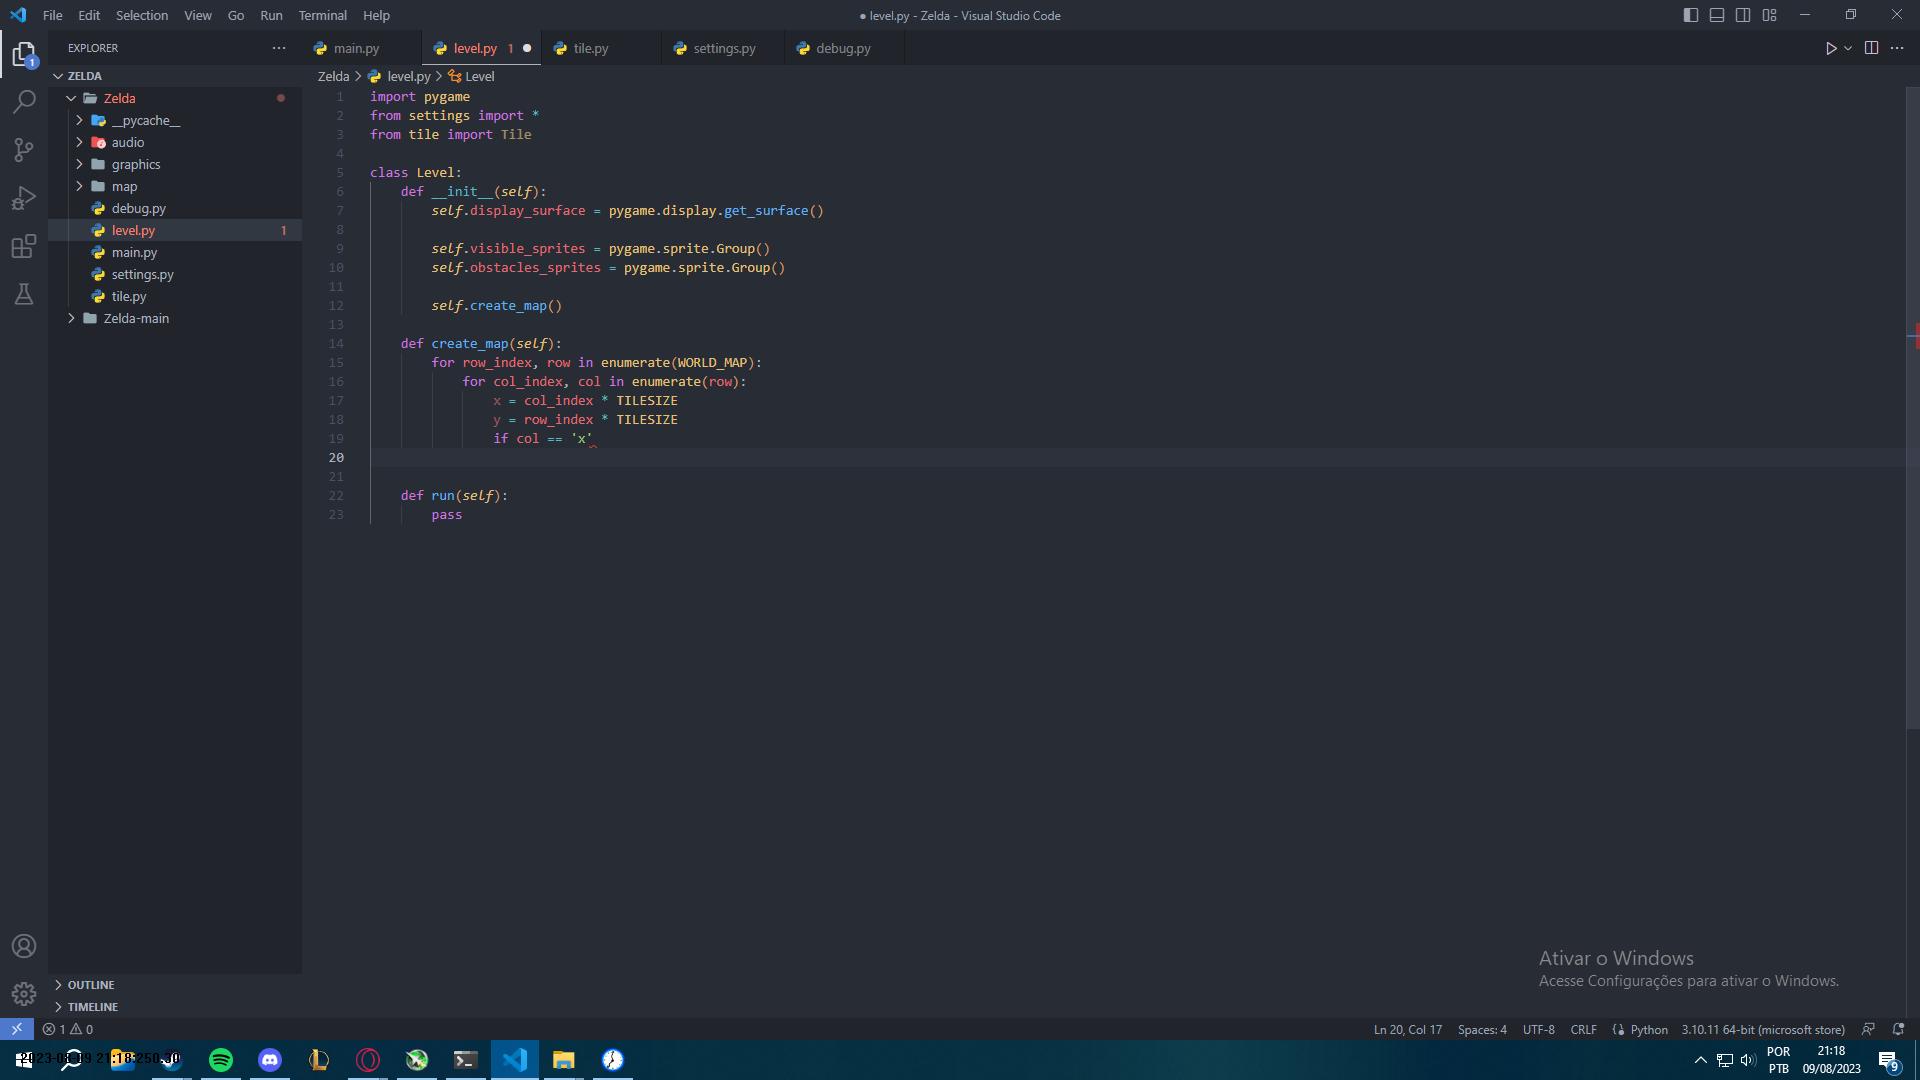 File Edit Selection View Go Run Terminal Help
● level.py - Zelda - Visual Studio Code
EXPLORER
main.py
level.py 1
tile.py
settings.py
debug.py
ZELDA
Zelda
__pycache__
audio
graphics
map
debug.py
level.py 1
main.py
settings.py
tile.py
Zelda-main
OUTLINE
TIMELINE
Zelda > level.py > Level
1 import pygame
2 from settings import *
3 from tile import Tile
4
5 class Level:
6 def __init__(self):
7 self.display_surface = pygame.display.get_surface()
8
9 self.visible_sprites = pygame.sprite.Group()
10 self.obstacles_sprites = pygame.sprite.Group()
11
12 self.create_map()
13
14 def create_map(self):
15 for row_index, row in enumerate(WORLD_MAP):
16 for col_index, col in enumerate(row):
17 x = col_index * TILESIZE
18 y = row_index * TILESIZE
19 if col == 'x'
20
21
22 def run(self):
23 pass
Ativar o Windows
Acesse Configurações para ativar o Windows.
1 0
Ln 20, Col 17 Spaces: 4 UTF-8 CRLF Python 3.10.11 64-bit (microsoft store)
POR
PTB
21:18
09/08/2023
9